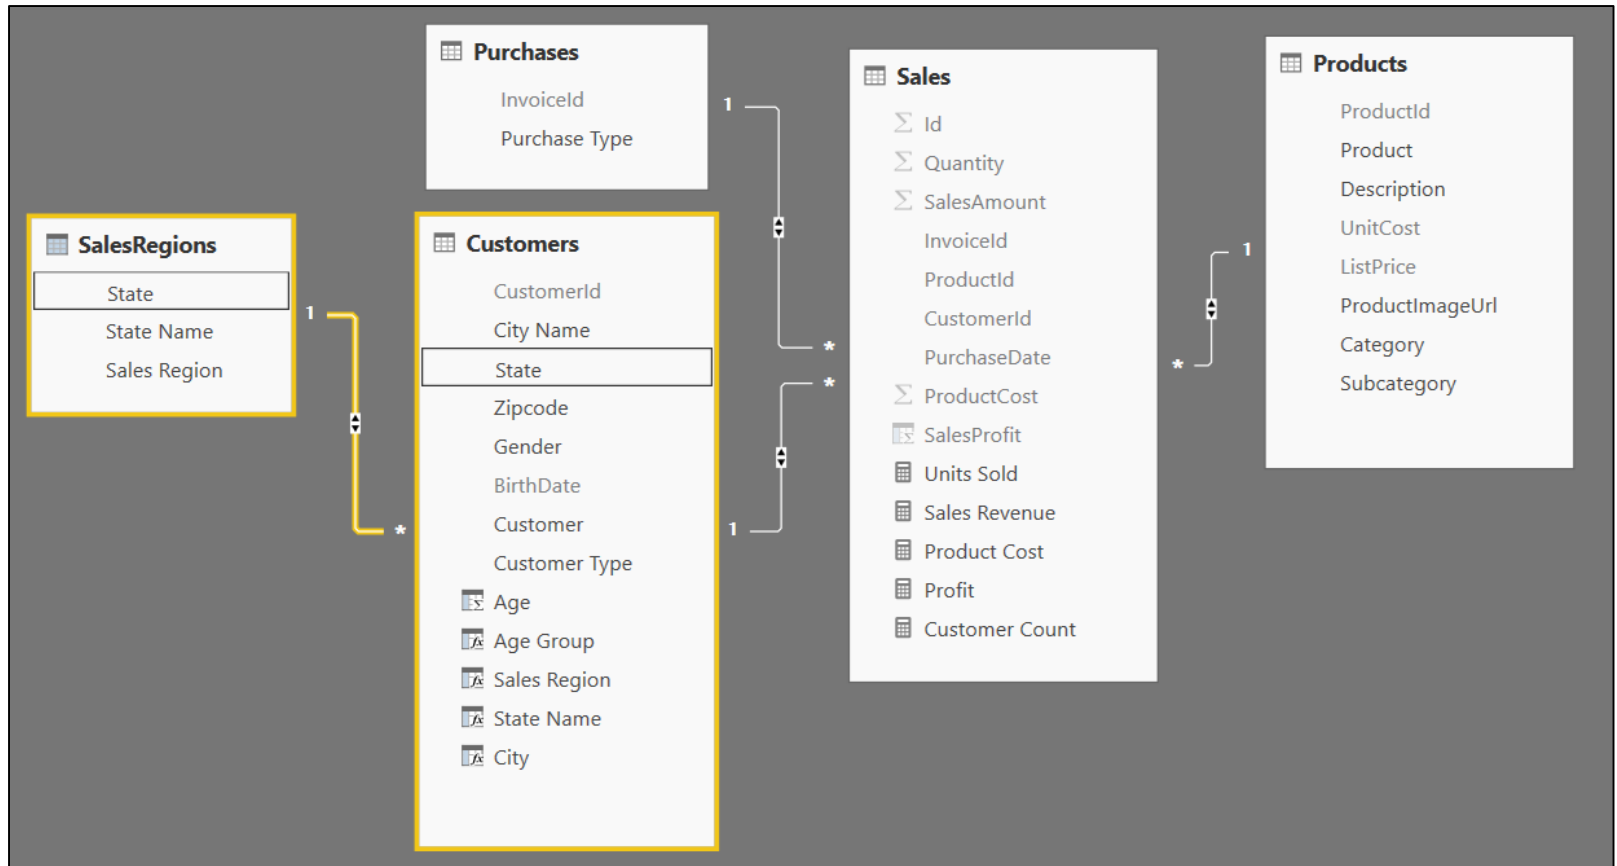 Purchases
InvoiceId
Purchase Type
SalesRegions
State
State Name
Sales Region
Customers
CustomerId
City Name
State
Zipcode
Gender
BirthDate
Customer
Customer Type
Age
Age Group
Sales Region
State Name
City
Sales
Id
Quantity
SalesAmount
InvoiceId
ProductId
CustomerId
PurchaseDate
ProductCost
SalesProfit
Units Sold
Sales Revenue
Product Cost
Profit
Customer Count
Products
ProductId
Product
Description
UnitCost
ListPrice
ProductImageUrl
Category
Subcategory
1
*
1
*
1
*
1
*